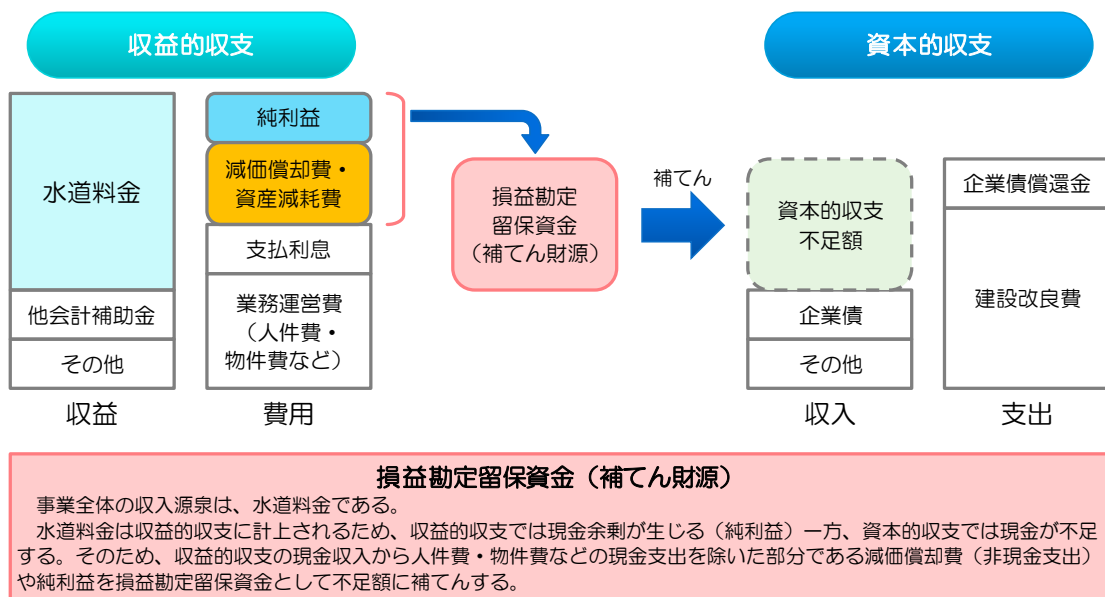 収益的収支
資本的収支
水道料金
他会計補助金
その他
収益
純利益
減価償却費・
資産減耗費
支払利息
業務運営費
（人件費・
物件費など）
費用
損益勘定
留保資金
（補てん財源）
補てん
資本的収支
不足額
企業債
その他
収入
企業債償還金
建設改良費
支出
損益勘定留保資金（補てん財源）
事業全体の収入源泉は、水道料金である。
水道料金は収益的収支に計上されるため、収益的収支では現金余剰が生じる（純利益）一方、資本的収支では現金が不足
する。そのため、収益的収支の現金収入から人件費・物件費などの現金支出を除いた部分である減価償却費（非現金支出）
や純利益を損益勘定留保資金として不足額に補てんする。